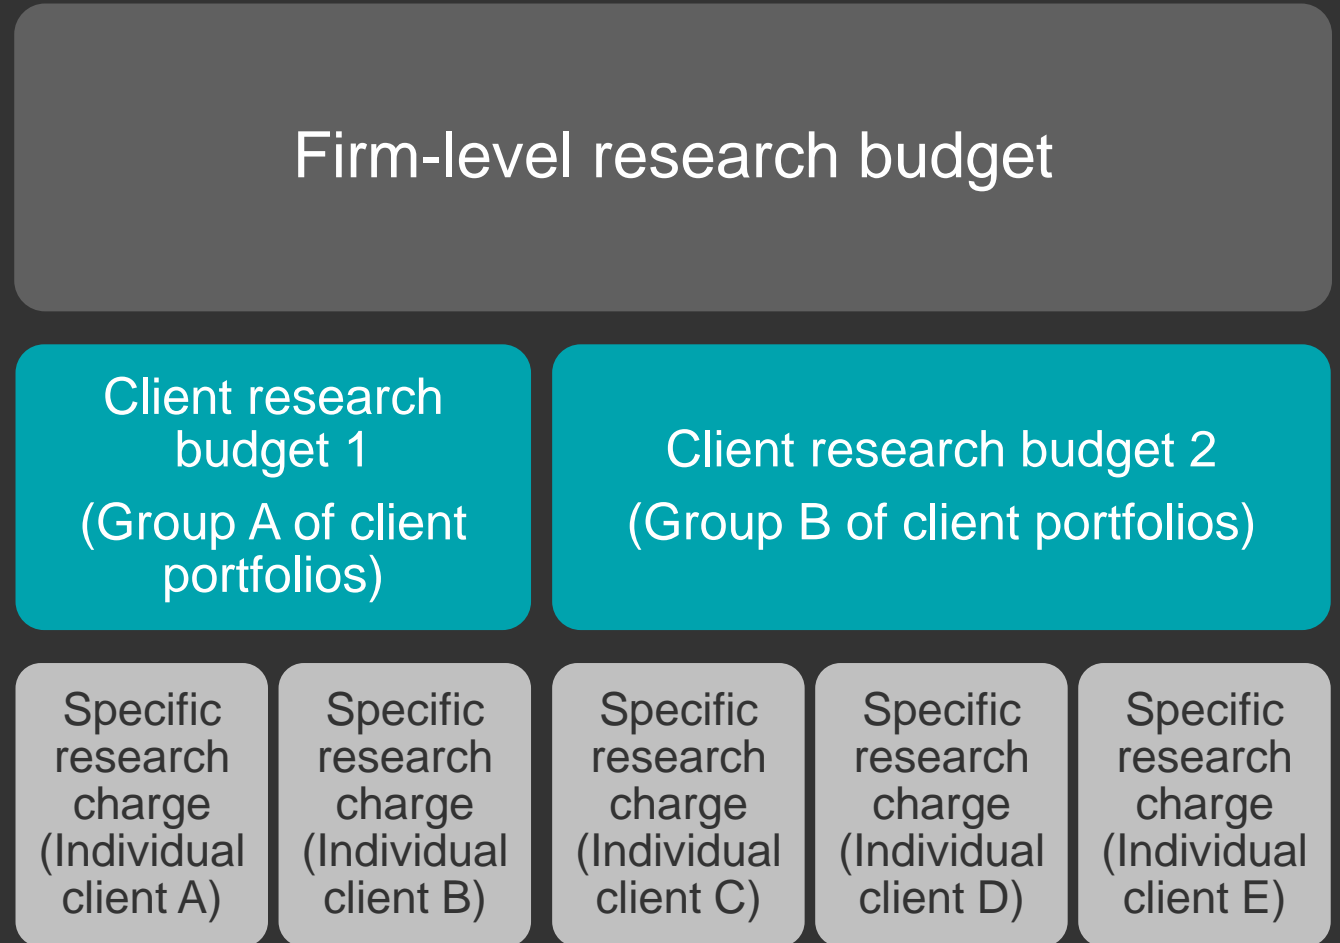 Firm-level research budget
Client research
budget 1
(Group A of client
portfolios)
Client research budget 2
(Group B of client portfolios)
Specific
research
charge
(Individual
client A)
Specific
research
charge
(Individual
client B)
Specific
research
charge
(Individual
client C)
Specific
research
charge
(Individual
client D)
Specific
research
charge
(Individual
client E)